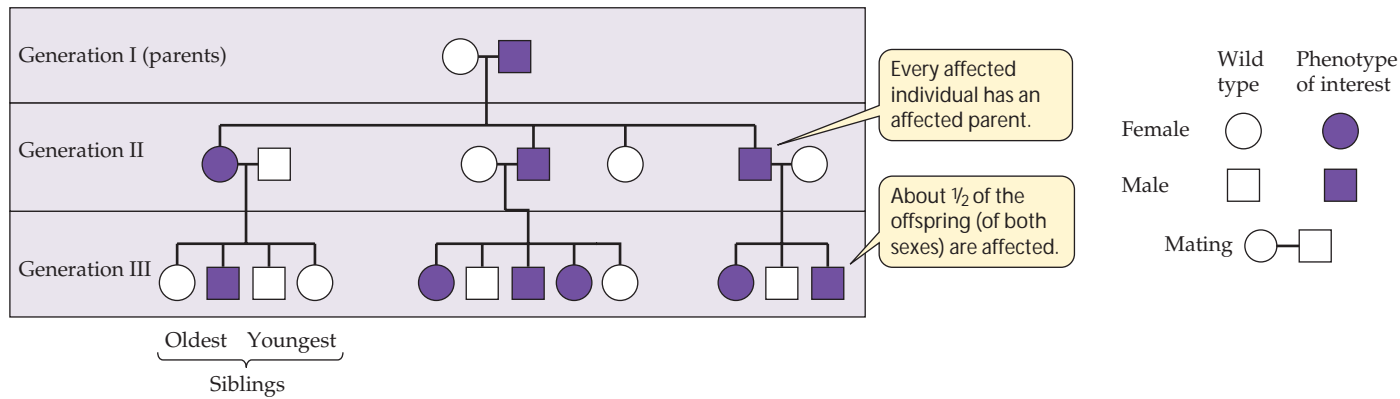 Generation I (parents)
Generation II
Generation III
Every affected
individual has an
affected parent.
About ½ of the
offspring (of both
sexes) are affected.
Oldest Youngest
Siblings
Wild
type
Phenotype
of interest
Female
Male
Mating